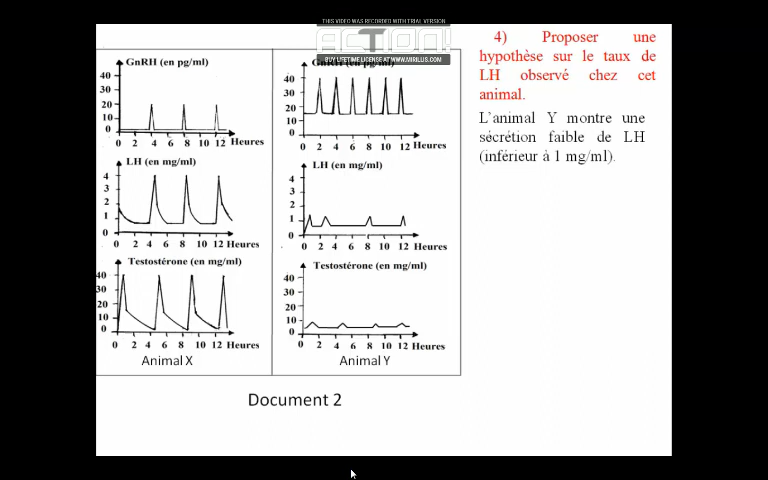 THIS VIDEO WAS RECORDED WITH TRIAL VERSION
ACTION!
BUY LIFETIME LICENSE AT WWW.MIRILLIS.COM
GnRH (en pg/ml)
40
30
20
10
0
0 2 4 6 8 10 12 Heures
LH (en mg/ml)
4
3
2
1
0
0 2 4 6 8 10 12 Heures
Testostérone (en mg/ml)
40
30
20
10
0
0 2 4 6 8 10 12 Heures
Animal X
GnRH (en pg/ml)
40
30
20
10
0
0 2 4 6 8 10 12 Heures
LH (en mg/ml)
4
3
2
1
0
0 2 4 6 8 10 12 Heures
Testostérone (en mg/ml)
40
30
20
10
0
0 2 4 6 8 10 12 Heures
Animal Y
Document 2
4) Proposer une
hypothèse sur le taux de
LH observé chez cet
animal.
L'animal Y montre une
sécrétion faible de LH
(inférieur à 1 mg/ml).